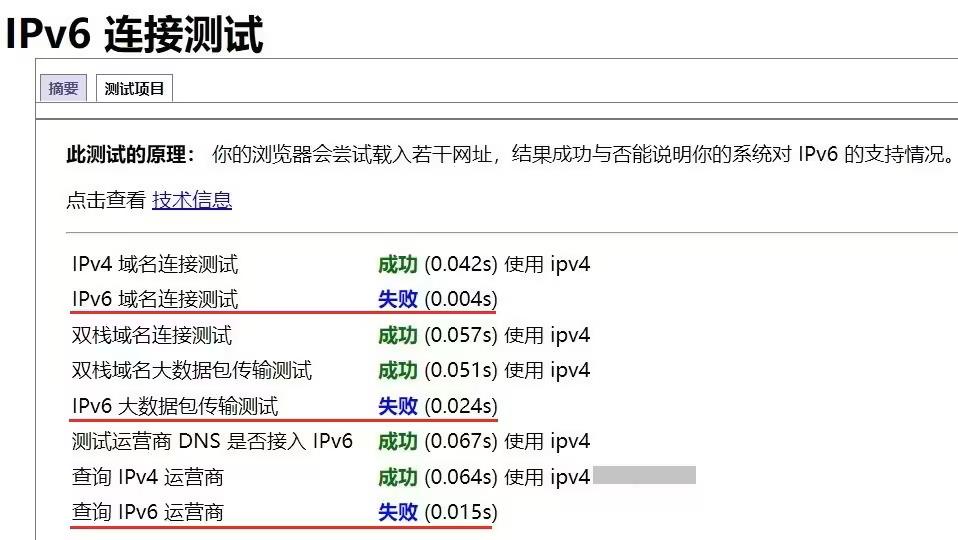 IPv6 连接测试
摘要 测试项目
此测试的原理： 你的浏览器会尝试载入若干网址，结果成功与否能说明你的系统对 IPv6 的支持情况。
点击查看 技术信息
IPv4 域名连接测试 成功 (0.042s) 使用 ipv4
IPv6 域名连接测试 失败 (0.004s)
双栈域名连接测试 成功 (0.057s) 使用 ipv4
双栈域名大数据包传输测试 成功 (0.051s) 使用 ipv4
IPv6 大数据包传输测试 失败 (0.024s)
测试运营商 DNS 是否接入 IPv6 成功 (0.067s) 使用 ipv4
查询 IPv4 运营商 成功 (0.064s) 使用 ipv4
查询 IPv6 运营商 失败 (0.015s)